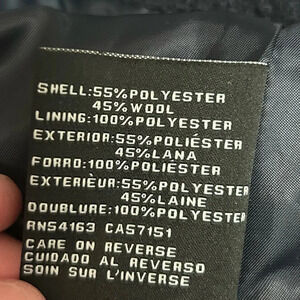 SHELL:55%POLYESTER
45%WOOL
LINING:100%POLYESTER
EXTERIOR:55%POLIÉSTER
45%LANA
FORRO:100%POLIÉSTER
EXTERIEUR:55%POLYESTER
45%LAINE
DOUBLURE:100%POLYESTER
RN54163 CA57151
CARE ON REVERSE
CUIDADO AL REVERSO
SOIN SUR L'INVERSE